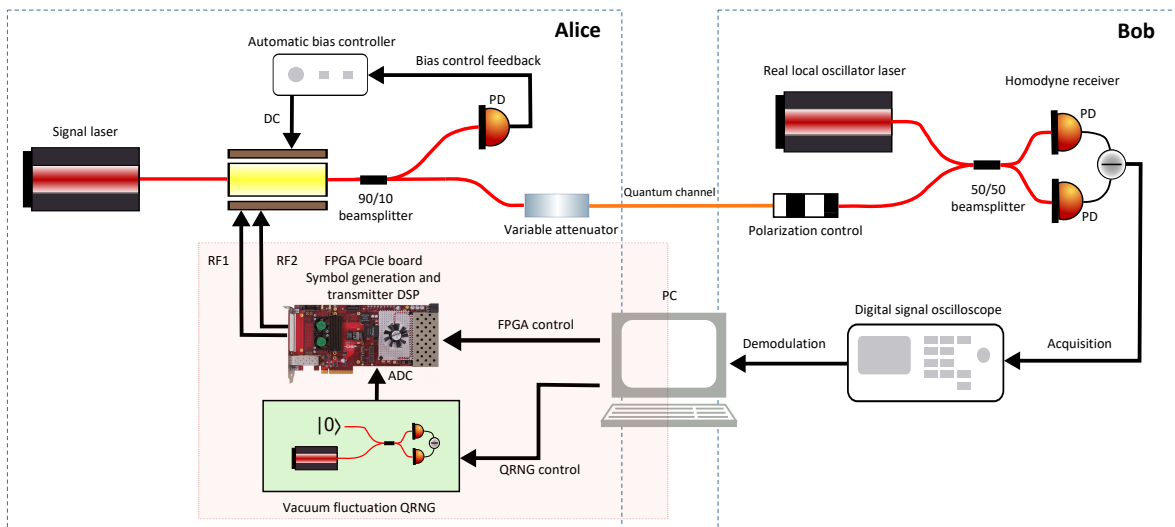 Alice
Bob
Automatic bias controller
Bias control feedback
DC
PD
Signal laser
90/10
beamsplitter
Variable attenuator
Quantum channel
Real local oscillator laser
Homodyne receiver
PD
PD
50/50
beamsplitter
Polarization control
RF1
RF2
FPGA PCIe board
Symbol generation and
transmitter DSP
ADC
FPGA control
PC
Demodulation
Digital signal oscilloscope
Acquisition
|0⟩
QRNG control
Vacuum fluctuation QRNG